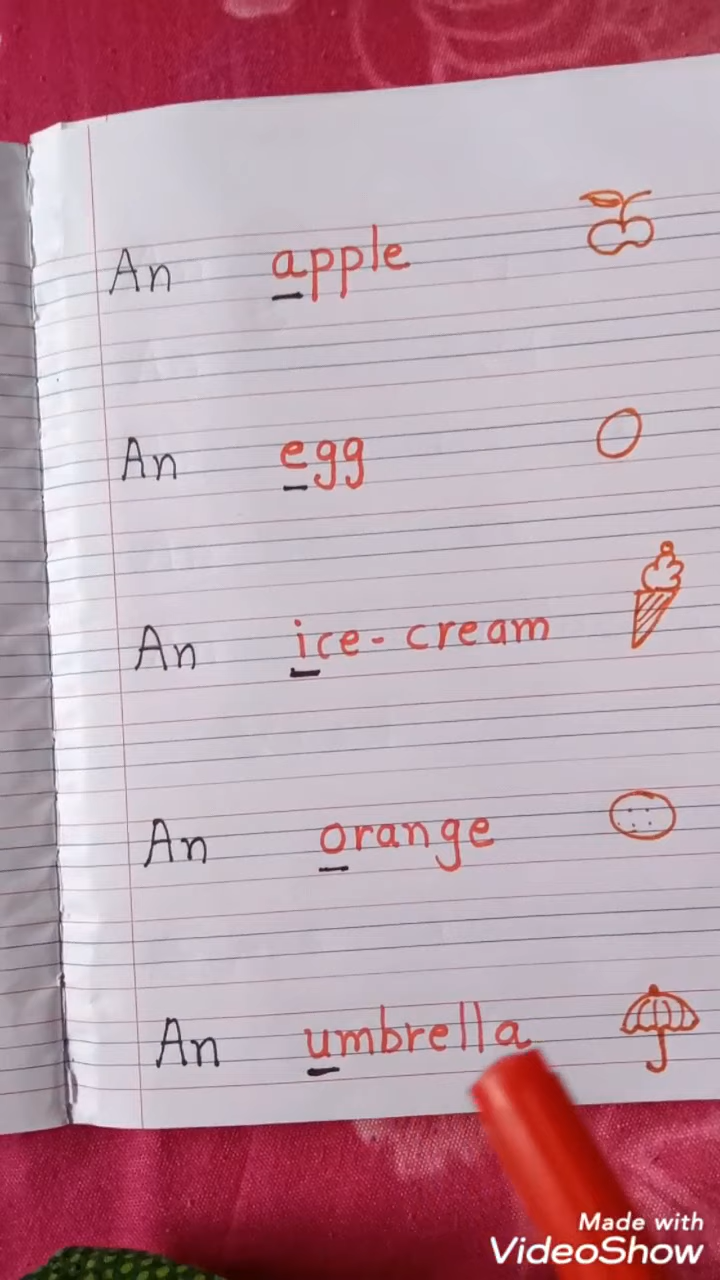 An apple
An egg
An ice-cream
An orange
An umbrella
Made with
VideoShow